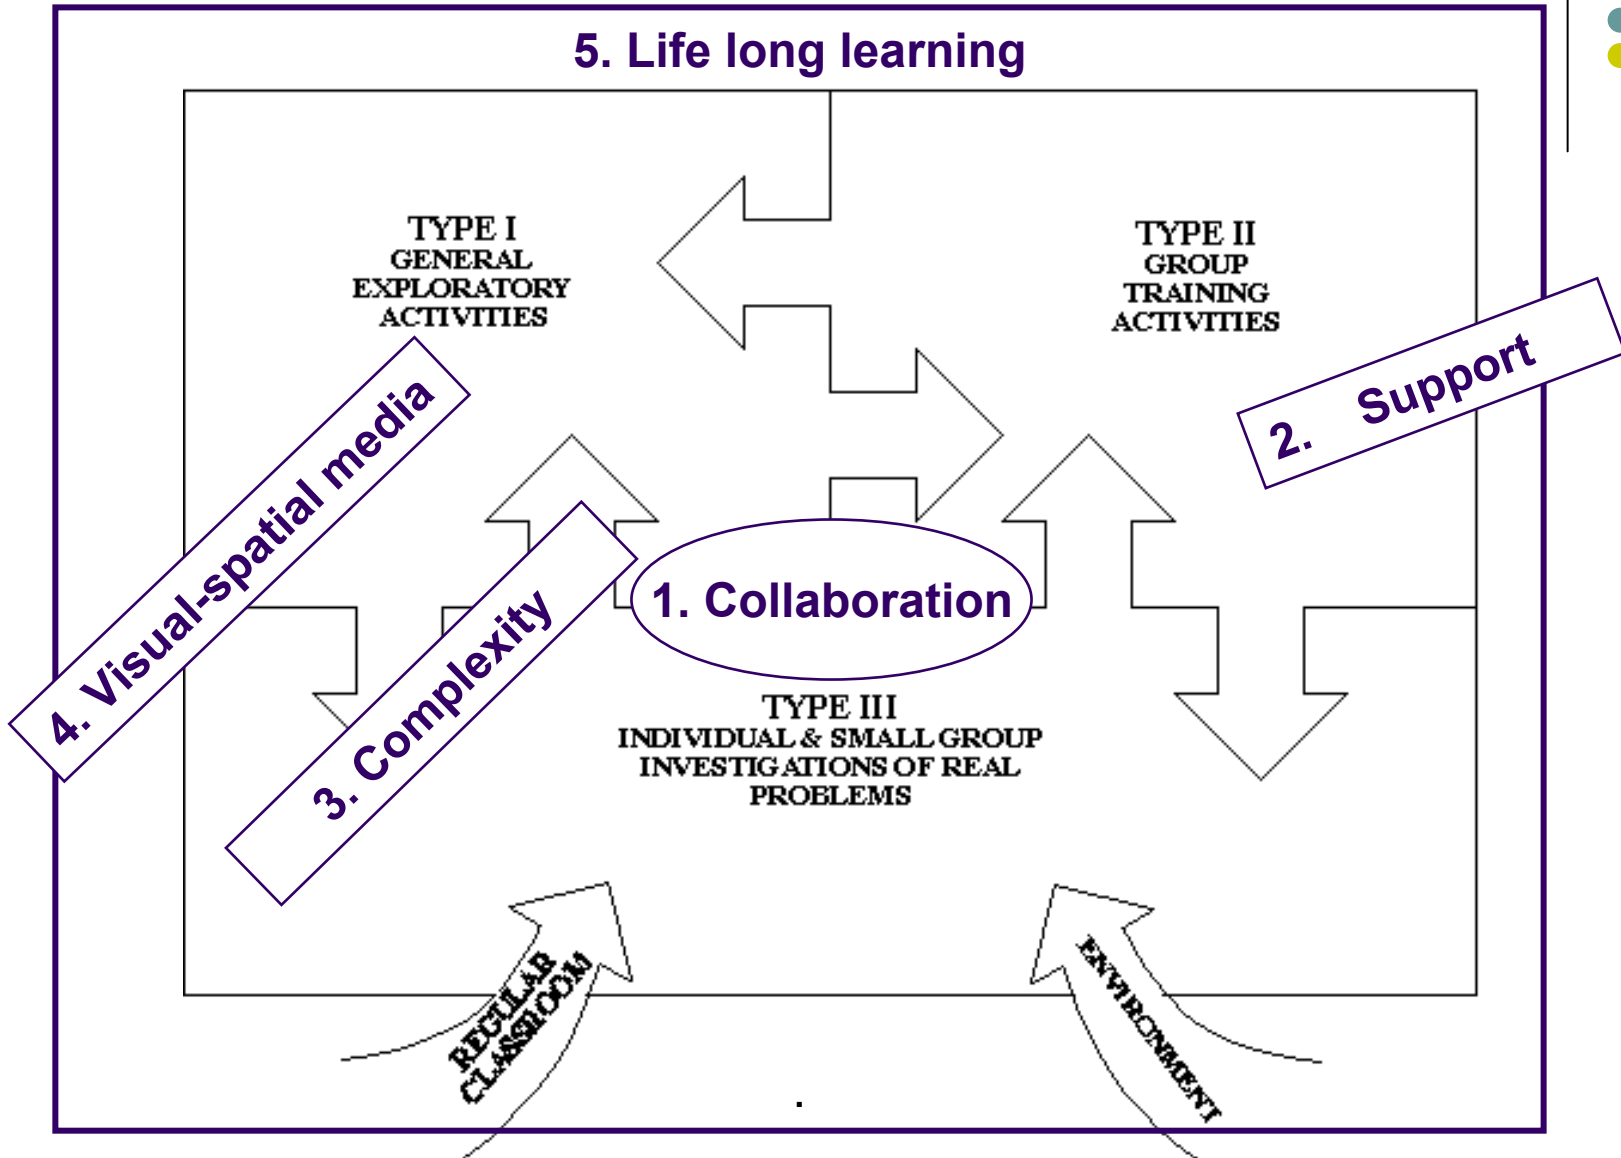 5. Life long learning
TYPE I
GENERAL
EXPLORATORY
ACTIVITIES
TYPE II
GROUP
TRAINING
ACTIVITIES
2. Support
4. Visual-spatial media
3. Complexity
1. Collaboration
TYPE III
INDIVIDUAL & SMALL GROUP
INVESTIGATIONS OF REAL
PROBLEMS
REGULAR
CLASSROOM
ENVIRONMENT
.